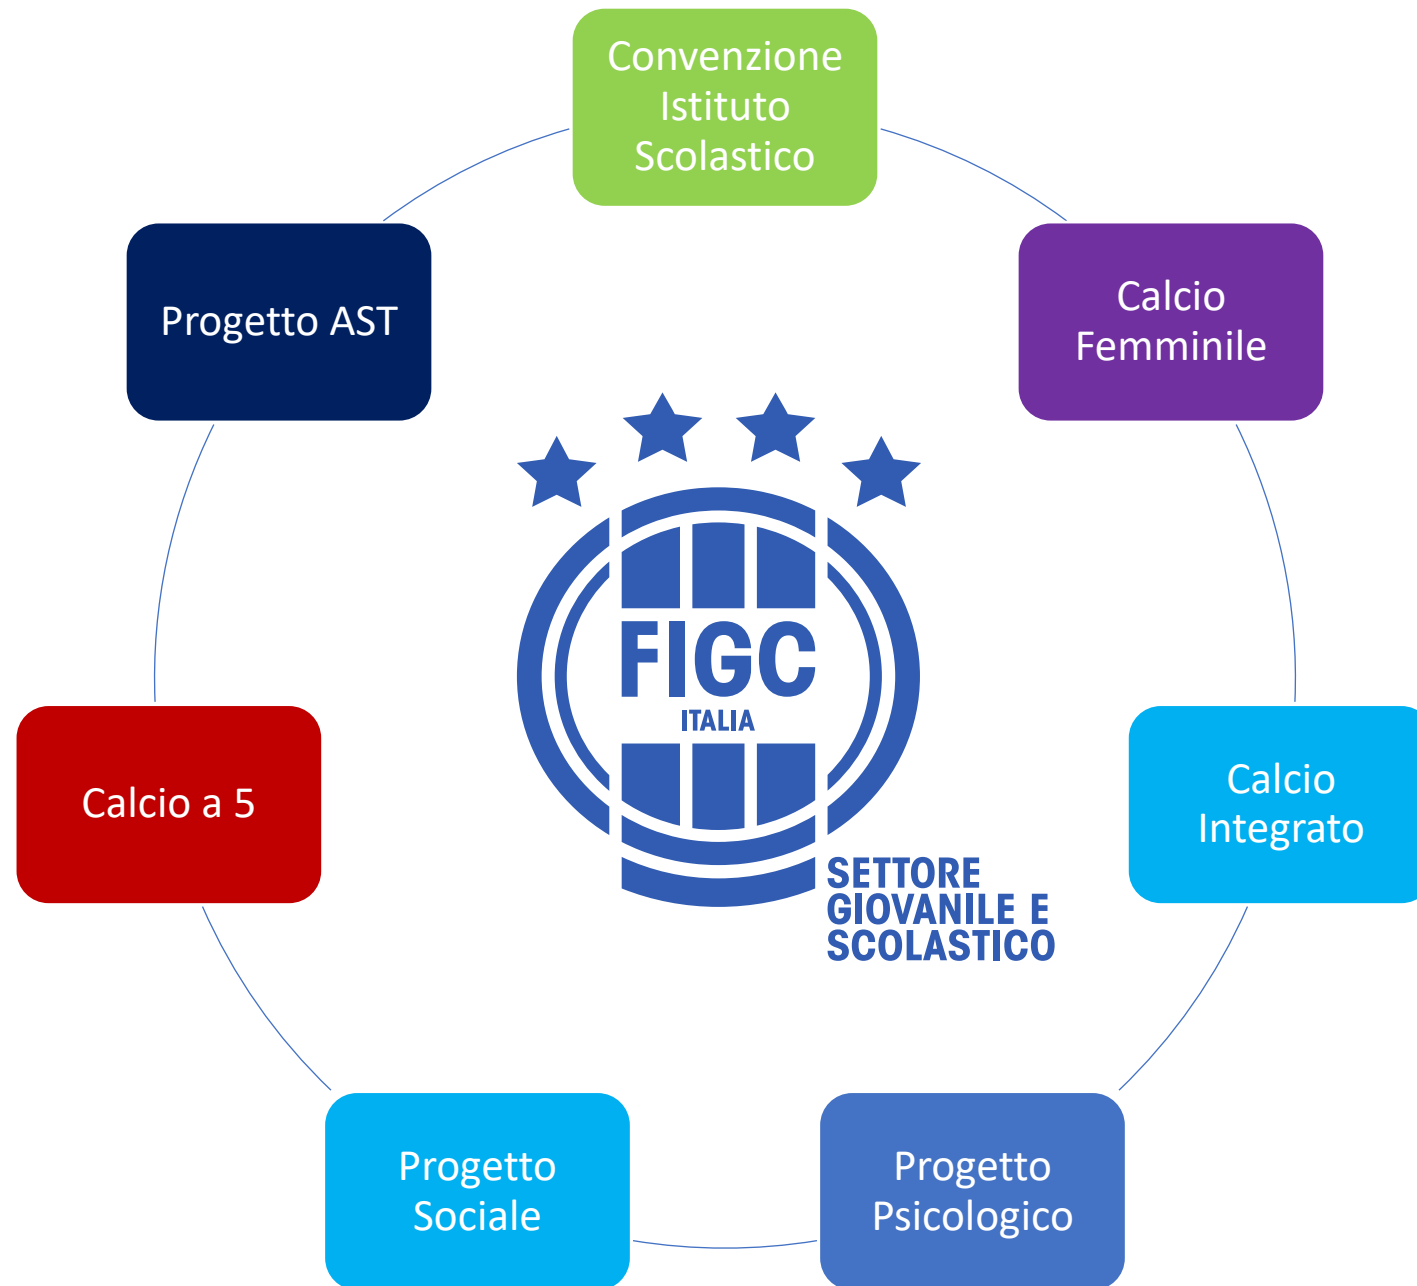 Convenzione
Istituto
Scolastico
Progetto AST
Calcio
Femminile
FIGC
ITALIA
Calcio a 5
Calcio
Integrato
SETTORE
GIOVANILE E
SCOLASTICO
Progetto
Sociale
Progetto
Psicologico